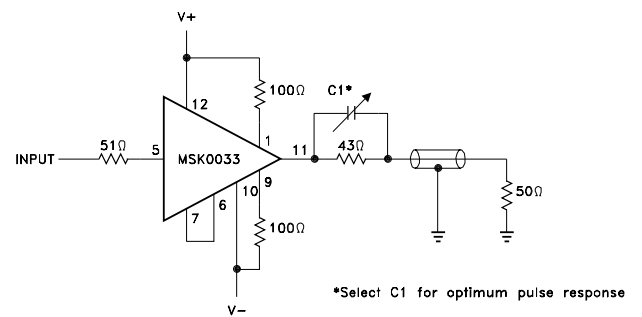 V+
12
100Ω
C1*
1
51Ω
5
MSK0033
11
43Ω
INPUT
9
10
50Ω
6
7
100Ω
V-
*Select C1 for optimum pulse response